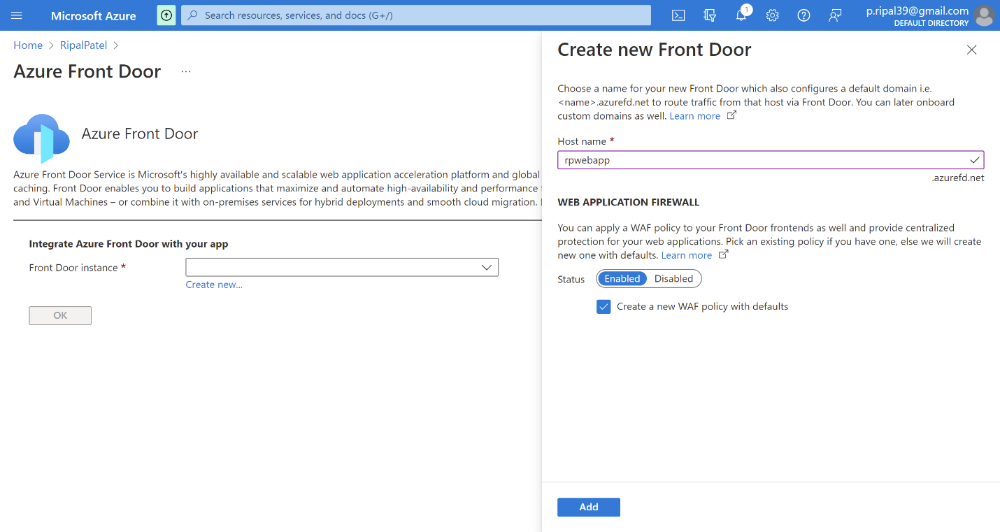 Microsoft Azure
Search resources, services, and docs (G+/)
1
p.ripal39@gmail.com
DEFAULT DIRECTORY
Home > RipalPatel >
Azure Front Door ...
Azure Front Door
Azure Front Door Service is Microsoft's highly available and scalable web application acceleration platform and global
caching. Front Door enables you to build applications that maximize and automate high-availability and performance
and Virtual Machines – or combine it with on-premises services for hybrid deployments and smooth cloud migration.
Integrate Azure Front Door with your app
Front Door instance *
Create new...
OK
Create new Front Door
Choose a name for your new Front Door which also configures a default domain i.e.
<name>.azurefd.net to route traffic from that host via Front Door. You can later onboard
custom domains as well. Learn more
Host name *
rpwebapp
.azurefd.net
WEB APPLICATION FIREWALL
You can apply a WAF policy to your Front Door frontends as well and provide centralized
protection for your web applications. Pick an existing policy if you have one, else we will create
new one with defaults. Learn more
Status Enabled Disabled
Create a new WAF policy with defaults
Add